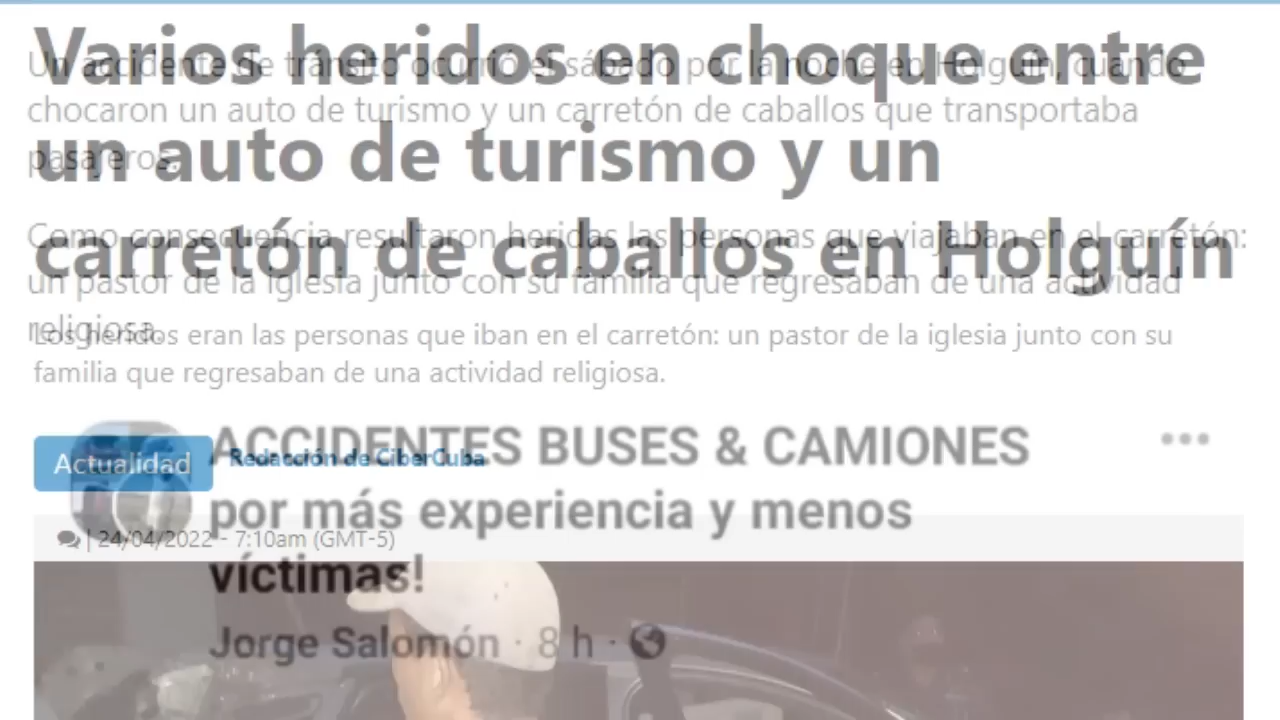 Varios heridos en choque entre
un auto de turismo y un
carretón de caballos en Holguín
Un accidente de tránsito ocurrió el sábado por la noche en Holguín, cuando
chocaron un auto de turismo y un carretón de caballos que transportaba
pasajeros.
Como consecuencia resultaron heridas las personas que viajaban en el carretón:
un pastor de la iglesia junto con su familia que regresaban de una actividad
religiosa.
Los heridos eran las personas que iban en el carretón: un pastor de la iglesia junto con su
familia que regresaban de una actividad religiosa.
Actualidad
Redacción de CiberCuba
| 24/04/2022 - 7:10am (GMT-5)
ACCIDENTES BUSES & CAMIONES
por más experiencia y menos
víctimas!
Jorge Salomón · 8 h ·